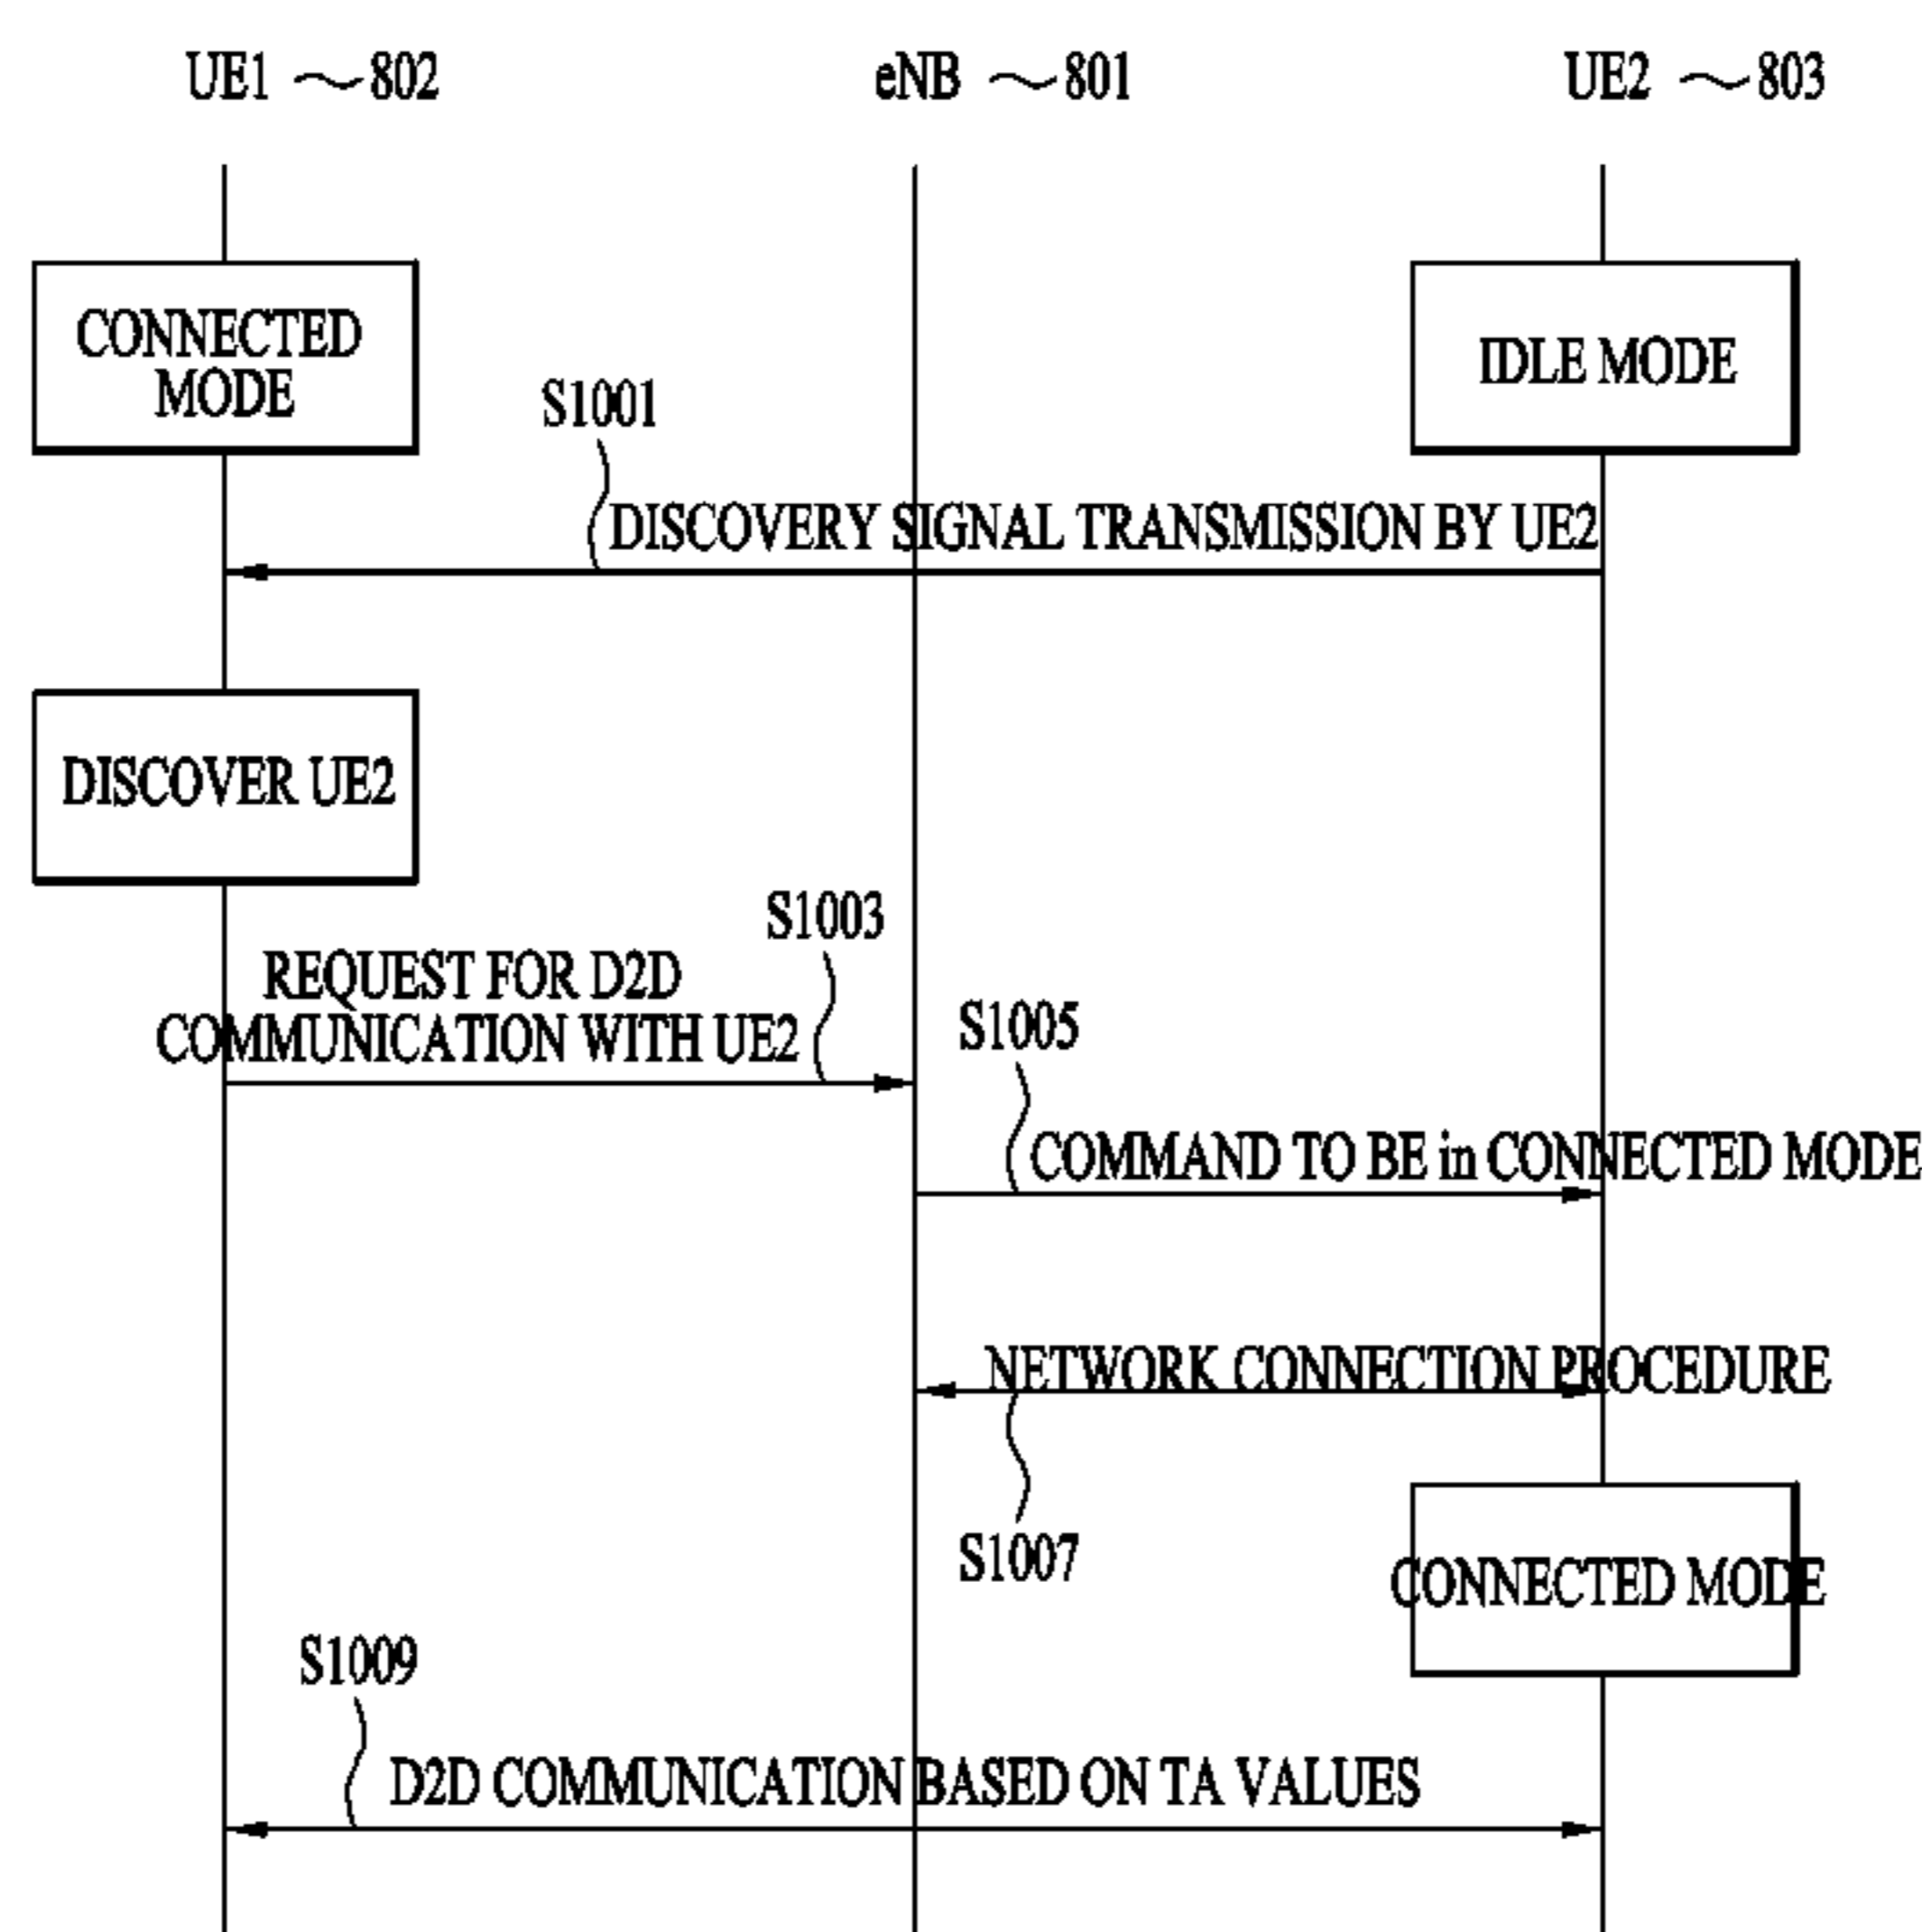 UE1 802
eNB 801
UE2 803
CONNECTED
MODE
IDLE MODE
S1001
DISCOVERY SIGNAL TRANSMISSION BY UE2
DISCOVER UE2
S1003
REQUEST FOR D2D
COMMUNICATION WITH UE2
S1005
COMMAND TO BE in CONNECTED MODE
NETWORK CONNECTION PROCEDURE
S1007
CONNECTED MODE
S1009
D2D COMMUNICATION BASED ON TA VALUES